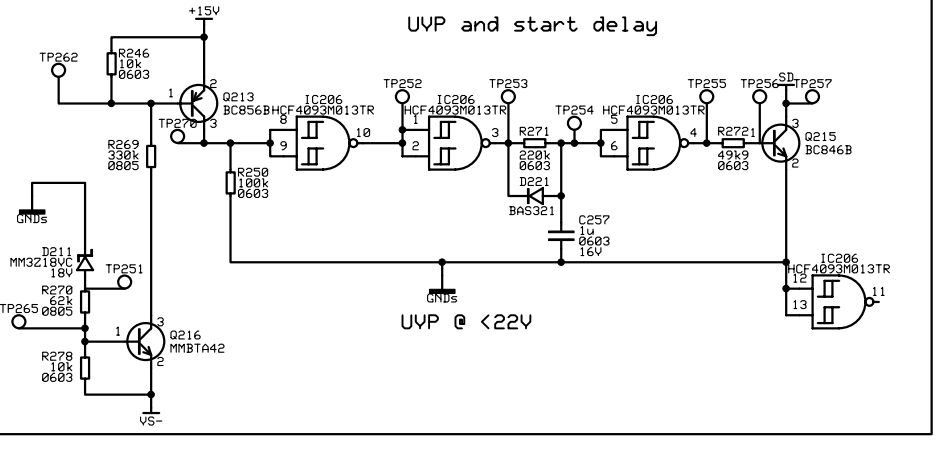 UVP and start delay
+15V
TP262
R246
10k
0603
1
2
3
Q213
BC856B
TP270
R269
330k
0805
R250
100k
0603
IC206
HCF4093M013TR
8
9
10
TP252
IC206
HCF4093M013TR
1
2
3
TP253
R271
220k
0603
D221
BAS321
TP254
C257
1u
0603
16V
IC206
HCF4093M013TR
5
6
4
TP255
R272
49k9
0603
TP256
TP257
SD
1
3
2
Q215
BC846B
GNDs
D211
MM3Z18VC
18V
TP251
R270
62k
0805
TP265
1
3
2
Q216
MMBTA42
R278
10k
0603
VS-
GNDs
UVP @ <22V
IC206
HCF4093M013TR
12
13
11